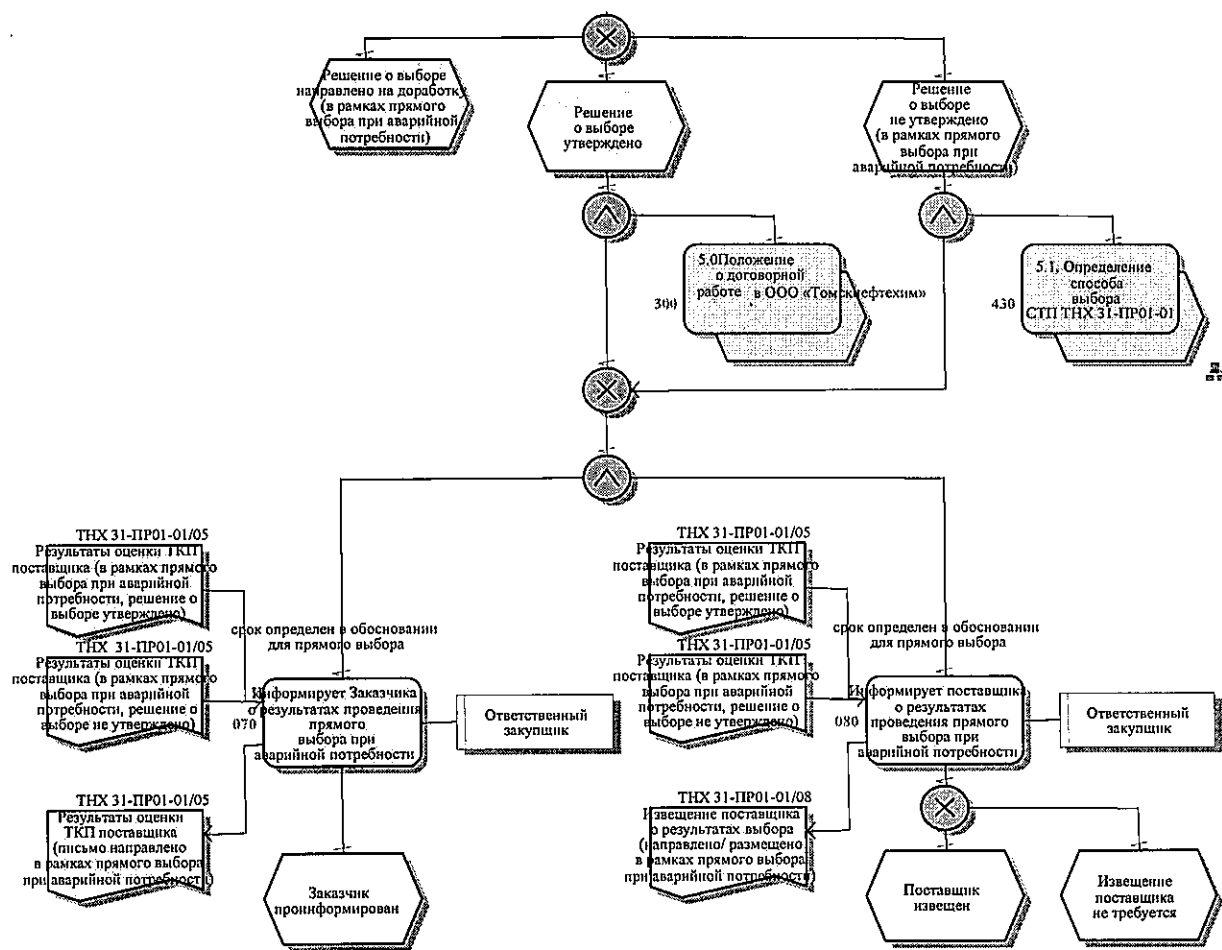 Решение о выборе
направлено на доработку
(в рамках прямого
выбора при аварийной
потребности)
Решение
о выборе
утверждено
Решение
о выборе
не утверждено
(в рамках прямого
выбора при
аварийной потребности)
300
5.0Положение
о договорной
работе в ООО «Томскнефтехим»
430
5.1. Определение
способа
выбора
СТП ТНХ 31-ПР01-01
ТНХ 31-ПР01-01/05
Результаты оценки ТКП
поставщика (в рамках прямого
выбора при аварийной
потребности, решение о
выборе утверждено)
ТНХ 31-ПР01-01/05
Результаты оценки ТКП
поставщика (в рамках прямого
выбора при аварийной
потребности, решение о
выборе не утверждено)
срок определен в обосновании
для прямого выбора
070
Информирует Заказчика
о результатах проведения
прямого
выбора при
аварийной потребности
Ответственный
закупщик
ТНХ 31-ПР01-01/05
Результаты оценки
ТКП поставщика
(письмо направлено
в рамках прямого выбора
при аварийной потребности)
Заказчик
проинформирован
ТНХ 31-ПР01-01/05
Результаты оценки ТКП
поставщика (в рамках прямого
выбора при аварийной
потребности, решение о
выборе утверждено)
ТНХ 31-ПР01-01/05
Результаты оценки ТКП
поставщика (в рамках прямого
выбора при аварийной
потребности, решение о
выборе не утверждено)
срок определен в обосновании
для прямого выбора
080
Информирует поставщика
о результатах
проведения прямого
выбора при
аварийной потребности
Ответственный
закупщик
ТНХ 31-ПР01-01/08
Извещение поставщика
о результатах выбора
(направлено/ размещено
в рамках прямого выбора
при аварийной потребности)
Поставщик
извещен
Извещение
поставщика
не требуется